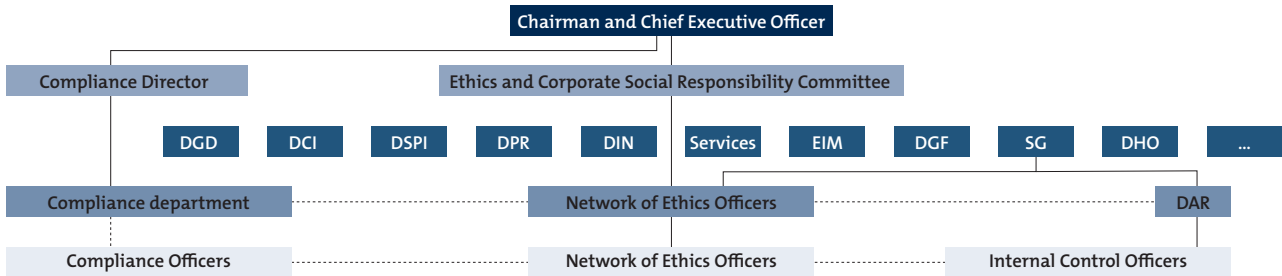 Chairman and Chief Executive Officer
Compliance Director
Ethics and Corporate Social Responsibility Committee
DGD
DCI
DSPI
DPR
DIN
Services
EIM
DGF
SG
DHO
...
Compliance department
Network of Ethics Officers
DAR
Compliance Officers
Network of Ethics Officers
Internal Control Officers